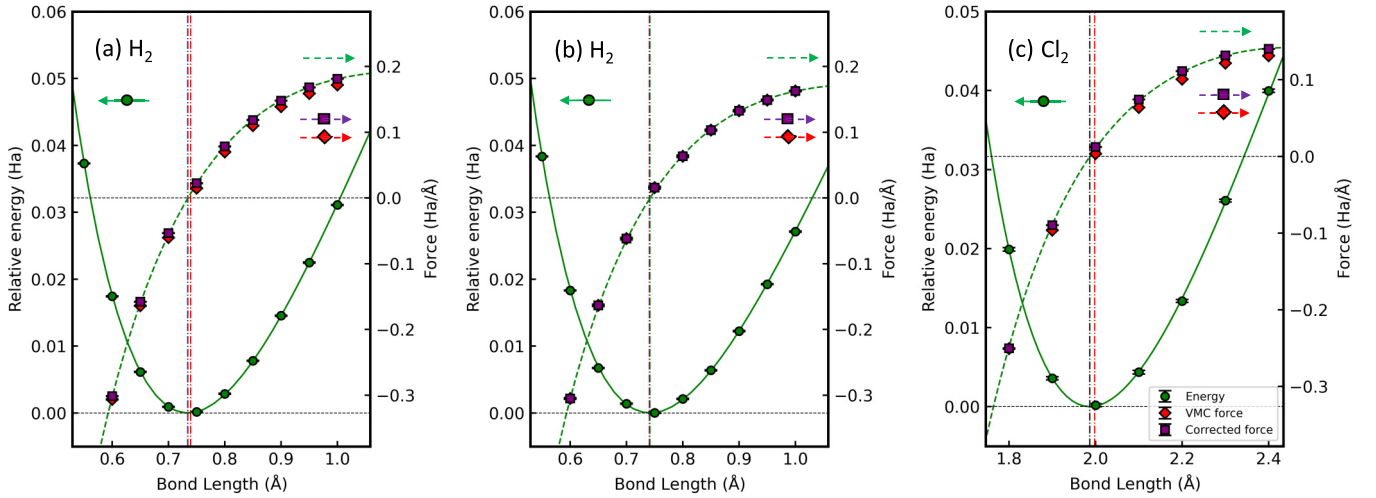 (a) H2
0.06
0.05
0.04
0.03
0.02
0.01
0.00
Relative energy (Ha)
0.6 0.7 0.8 0.9 1.0
Bond Length (Å)
0.2
0.1
0.0
−0.1
−0.2
−0.3
Force (Ha/Å)
(b) H2
0.06
0.05
0.04
0.03
0.02
0.01
0.00
Relative energy (Ha)
0.6 0.7 0.8 0.9 1.0
Bond Length (Å)
0.2
0.1
0.0
−0.1
−0.2
−0.3
Force (Ha/Å)
(c) Cl2
0.05
0.04
0.03
0.02
0.01
0.00
Relative energy (Ha)
1.8 2.0 2.2 2.4
Bond Length (Å)
0.1
0.0
−0.1
−0.2
−0.3
Force (Ha/Å)
Energy
VMC force
Corrected force